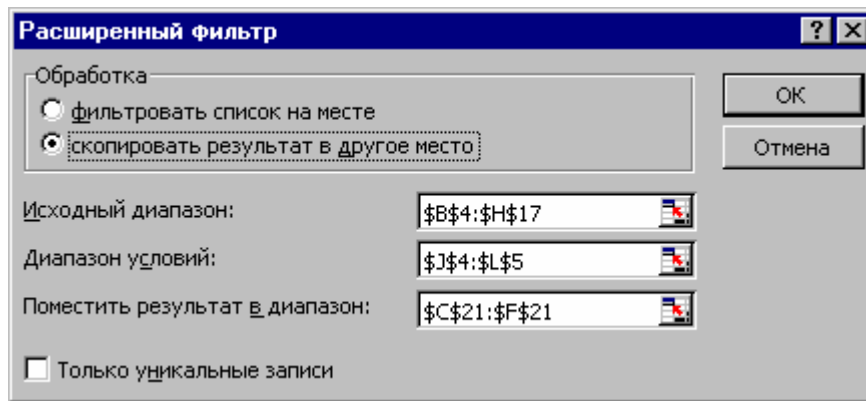 Расширенный фильтр
Обработка
фильтровать список на месте
скопировать результат в другое место
ОК
Отмена
Исходный диапазон:
$B$4:$H$17
Диапазон условий:
$J$4:$L$5
Поместить результат в диапазон:
$C$21:$F$21
Только уникальные записи